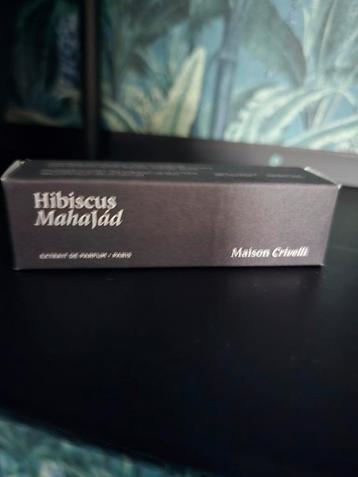 Hibiscus
MahaJád
EXTRAIT DE PARFUM / PARIS
Maison Crivelli